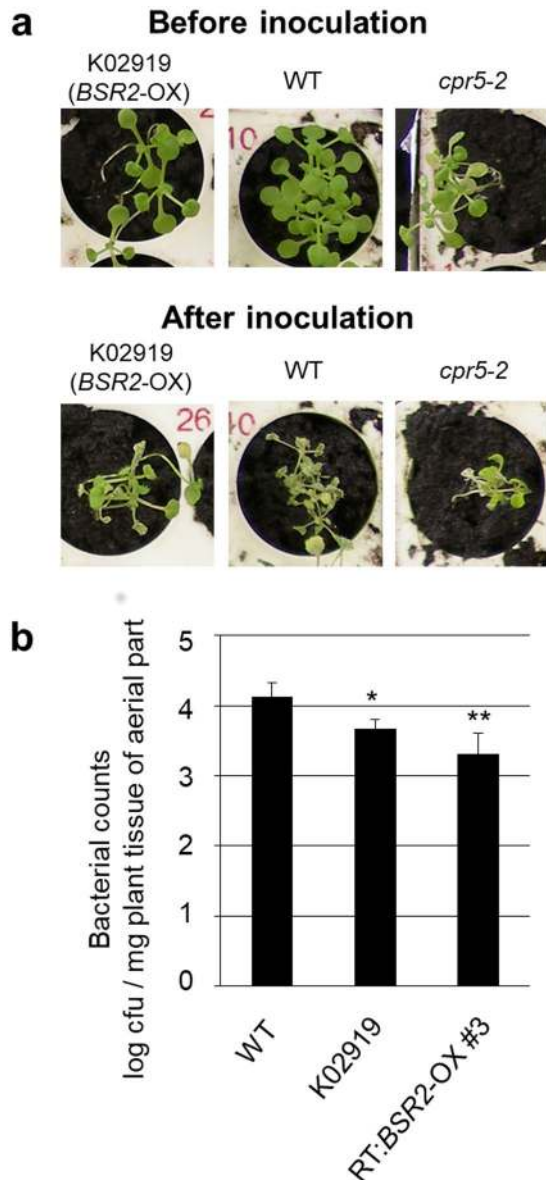 a
Before inoculation
K02919
(BSR2-OX)
WT
cpr5-2
2
10
After inoculation
K02919
(BSR2-OX)
WT
cpr5-2
26
40
b
Bacterial counts
log cfu / mg plant tissue of aerial part
5
4
3
2
1
0
*
**
WT
K02919
RT:BSR2-OX #3